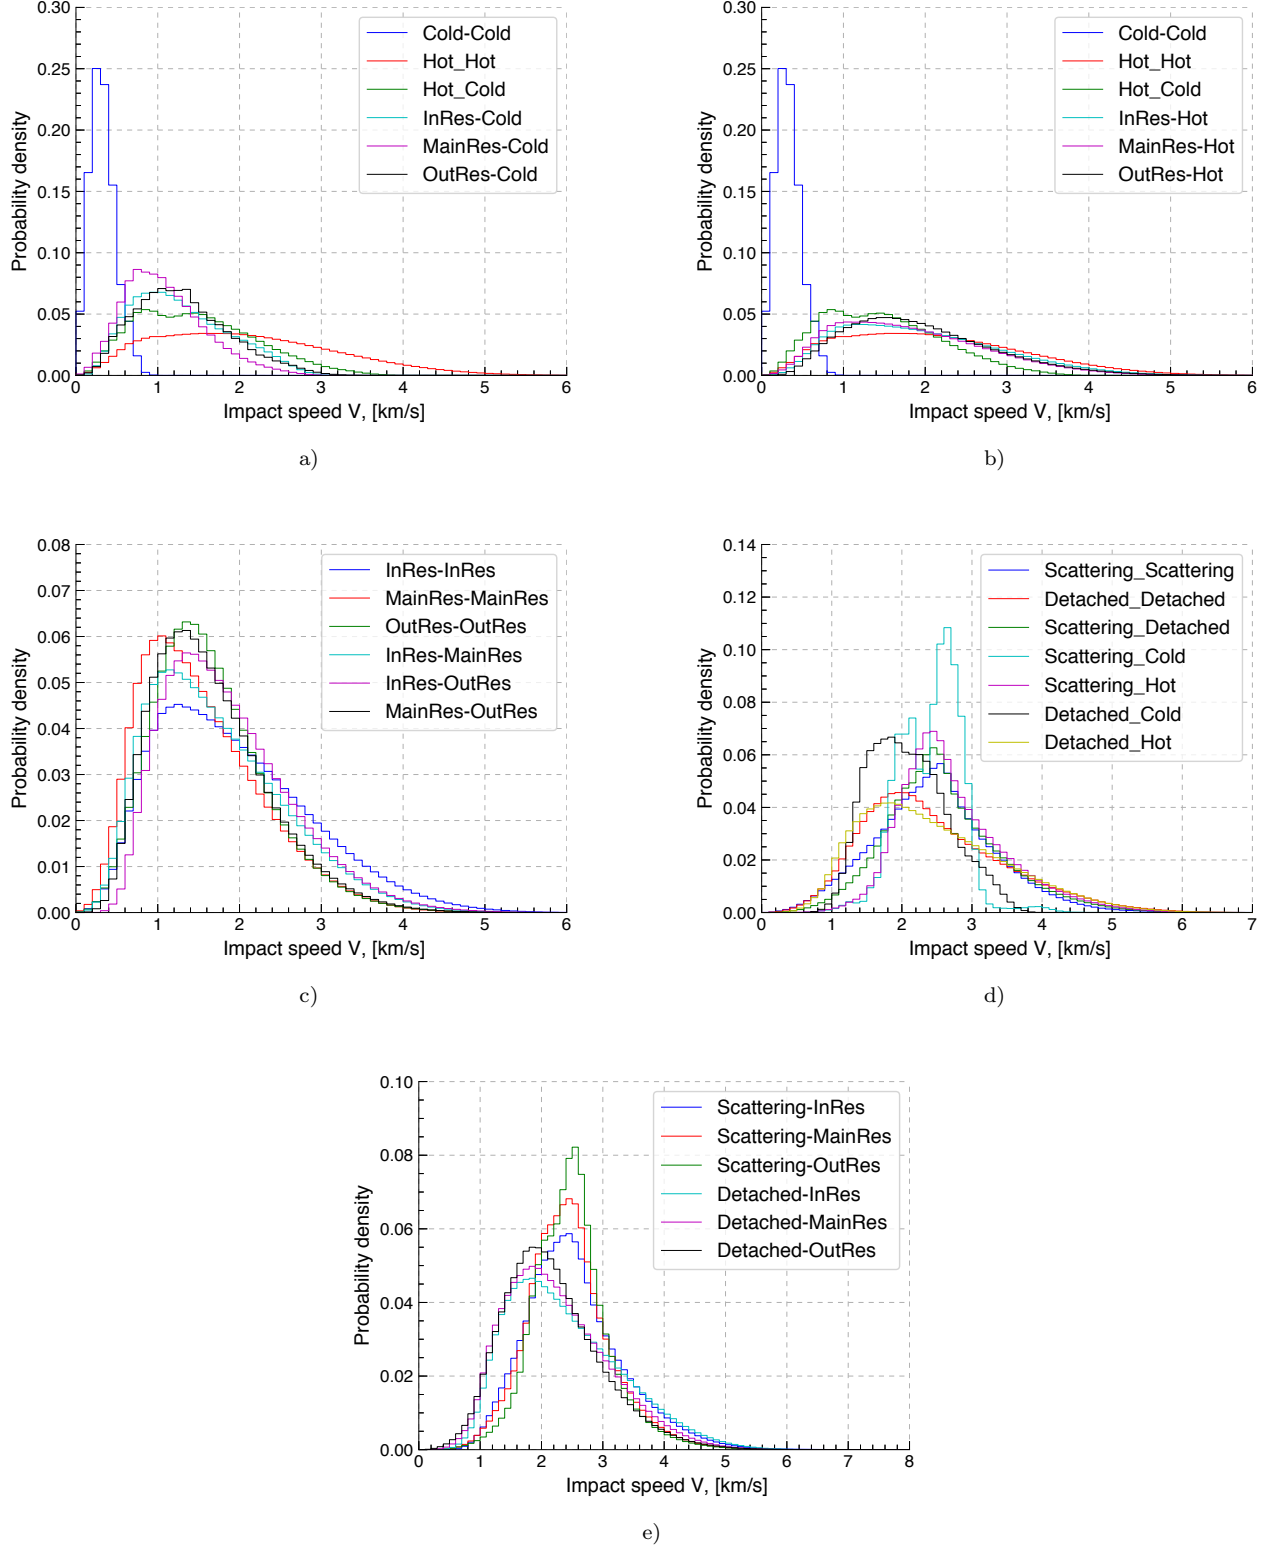 0.30
0.25
0.20
0.15
0.10
0.05
0.00
Probability density
Cold-Cold
Hot_Hot
Hot_Cold
InRes-Cold
MainRes-Cold
OutRes-Cold
0 1 2 3 4 5 6
Impact speed V, [km/s]
a)
0.30
0.25
0.20
0.15
0.10
0.05
0.00
Probability density
Cold-Cold
Hot_Hot
Hot_Cold
InRes-Hot
MainRes-Hot
OutRes-Hot
0 1 2 3 4 5 6
Impact speed V, [km/s]
b)
0.08
0.07
0.06
0.05
0.04
0.03
0.02
0.01
0.00
Probability density
InRes-InRes
MainRes-MainRes
OutRes-OutRes
InRes-MainRes
InRes-OutRes
MainRes-OutRes
0 1 2 3 4 5 6
Impact speed V, [km/s]
c)
0.14
0.12
0.10
0.08
0.06
0.04
0.02
0.00
Probability density
Scattering_Scattering
Detached_Detached
Scattering_Detached
Scattering_Cold
Scattering_Hot
Detached_Cold
Detached_Hot
0 1 2 3 4 5 6 7
Impact speed V, [km/s]
d)
0.10
0.08
0.06
0.04
0.02
0.00
Probability density
Scattering-InRes
Scattering-MainRes
Scattering-OutRes
Detached-InRes
Detached-MainRes
Detached-OutRes
0 1 2 3 4 5 6 7 8
Impact speed V, [km/s]
e)